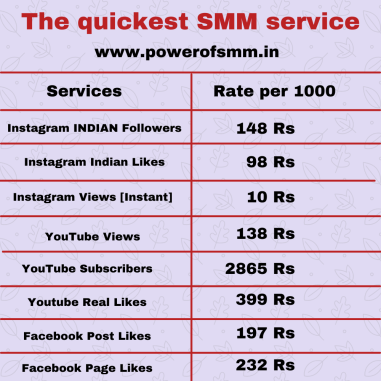 The quickest SMM service
www.powerofsmm.in
Services Rate per 1000
Instagram INDIAN Followers 148 Rs
Instagram Indian Likes 98 Rs
Instagram Views [Instant] 10 Rs
YouTube Views 138 Rs
YouTube Subscribers 2865 Rs
Youtube Real Likes 399 Rs
Facebook Post Likes 197 Rs
Facebook Page Likes 232 Rs